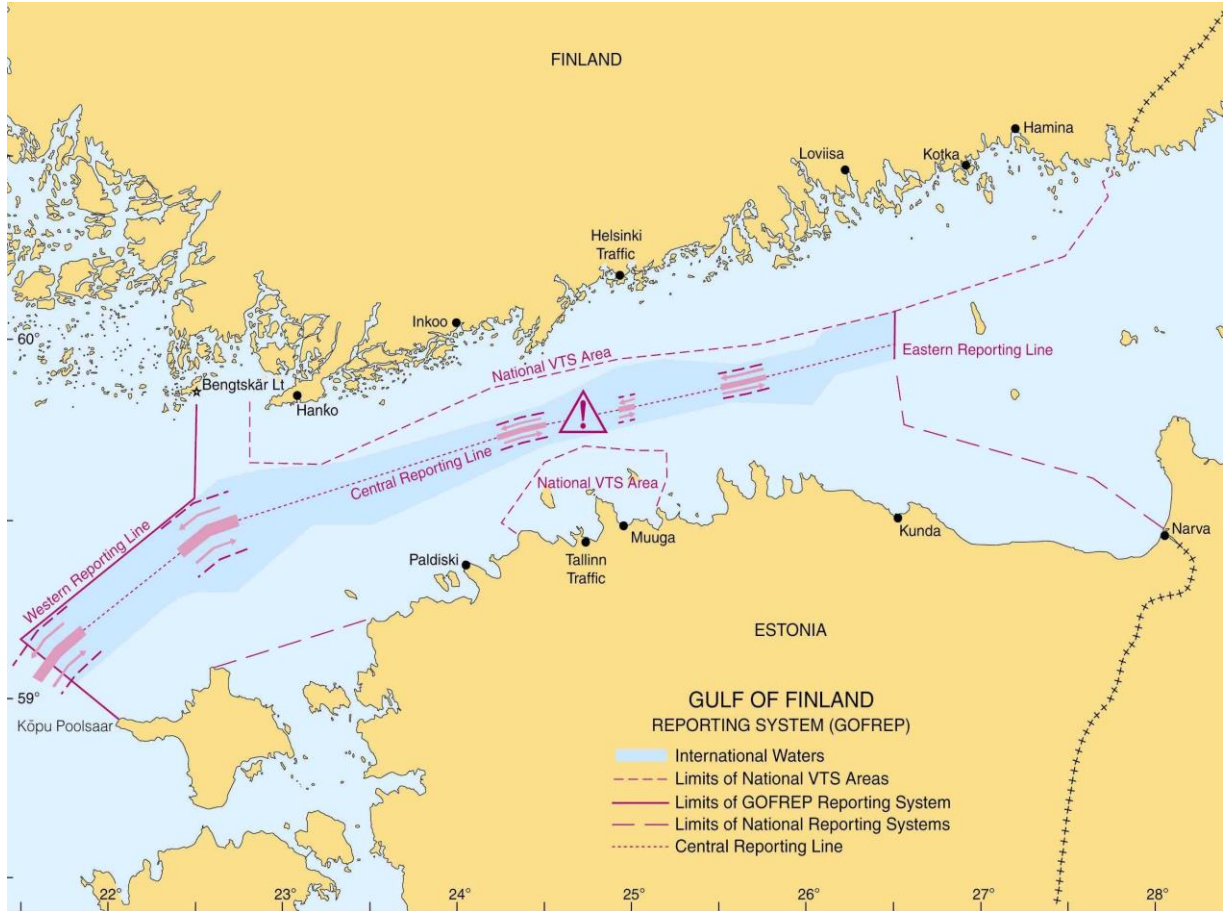 FINLAND
Hamina
Loviisa
Kotka
Helsinki
Traffic
Inkoo
60°
National VTS Area
Eastern Reporting Line
Bengtskär Lt
Hanko
!
Central Reporting Line
National VTS Area
Western Reporting Line
Muuga
Kunda
Narva
Paldiski
Tallinn
Traffic
ESTONIA
59°
Kõpu Poolsaar
GULF OF FINLAND
REPORTING SYSTEM (GOFREP)
International Waters
Limits of National VTS Areas
Limits of GOFREP Reporting System
Limits of National Reporting Systems
Central Reporting Line
22° 23 24 25 26° 27 28°